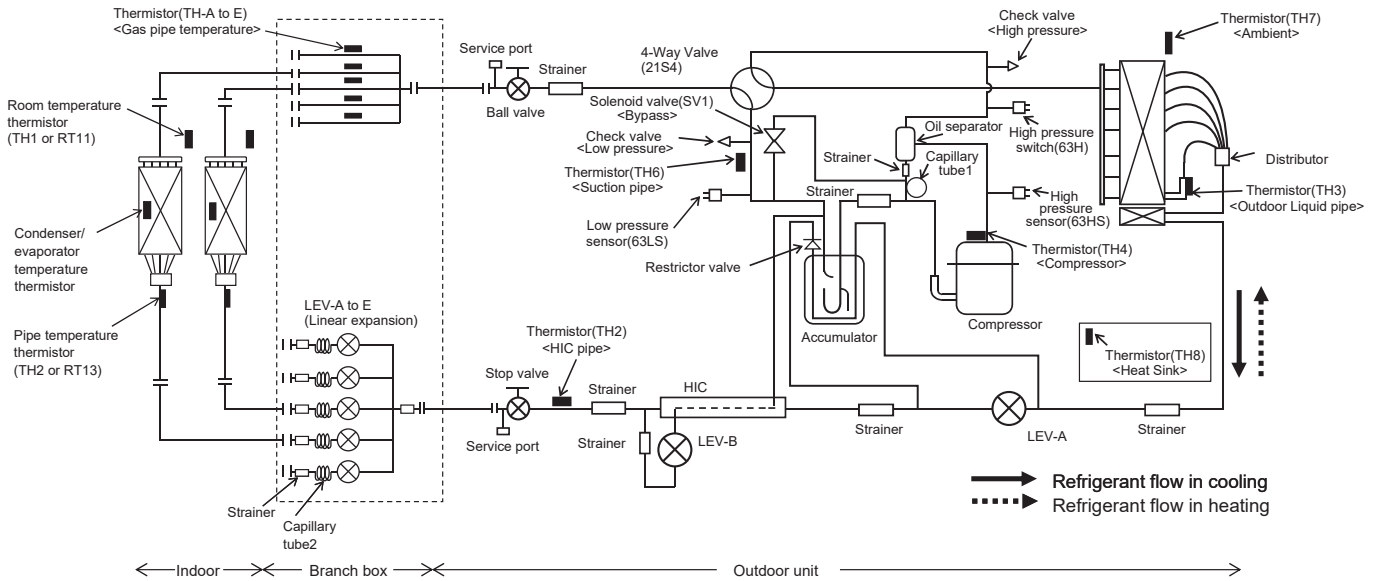 Thermistor(TH-A to E)
<Gas pipe temperature>
Service port
Strainer
Ball valve
4-Way Valve
(21S4)
Check valve
<High pressure>
Thermistor(TH7)
<Ambient>
Room temperature
thermistor
(TH1 or RT11)
Solenoid valve(SV1)
<Bypass>
Check valve
<Low pressure>
Thermistor(TH6)
<Suction pipe>
Oil separator
Strainer
Capillary
tube1
High pressure
switch(63H)
Distributor
Strainer
High
pressure
sensor(63HS)
Thermistor(TH3)
<Outdoor Liquid pipe>
Condenser/
evaporator
temperature
thermistor
Low pressure
sensor(63LS)
Restrictor valve
Thermistor(TH4)
<Compressor>
Compressor
Accumulator
LEV-A to E
(Linear expansion)
Pipe temperature
thermistor
(TH2 or RT13)
Thermistor(TH2)
<HIC pipe>
Thermistor(TH8)
<Heat Sink>
Stop valve
Strainer
HIC
Service port
Strainer
LEV-B
Strainer
LEV-A
Strainer
Refrigerant flow in cooling
Refrigerant flow in heating
Strainer
Capillary
tube2
Indoor
Branch box
Outdoor unit